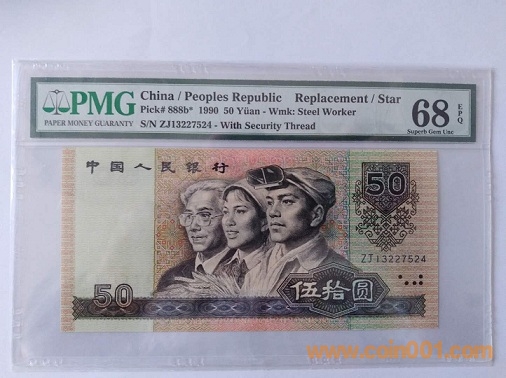 PMG
PAPER MONEY GUARANTY
China / Peoples Republic Replacement / Star
Pick# 888b* 1990 50 Yüan - Wmk: Steel Worker
S/N ZJ13227524 - With Security Thread
68 EPQ
Superb Gem Unc
中国人民银行
50
ZJ13227524
50
伍拾圆
www.coin001.com